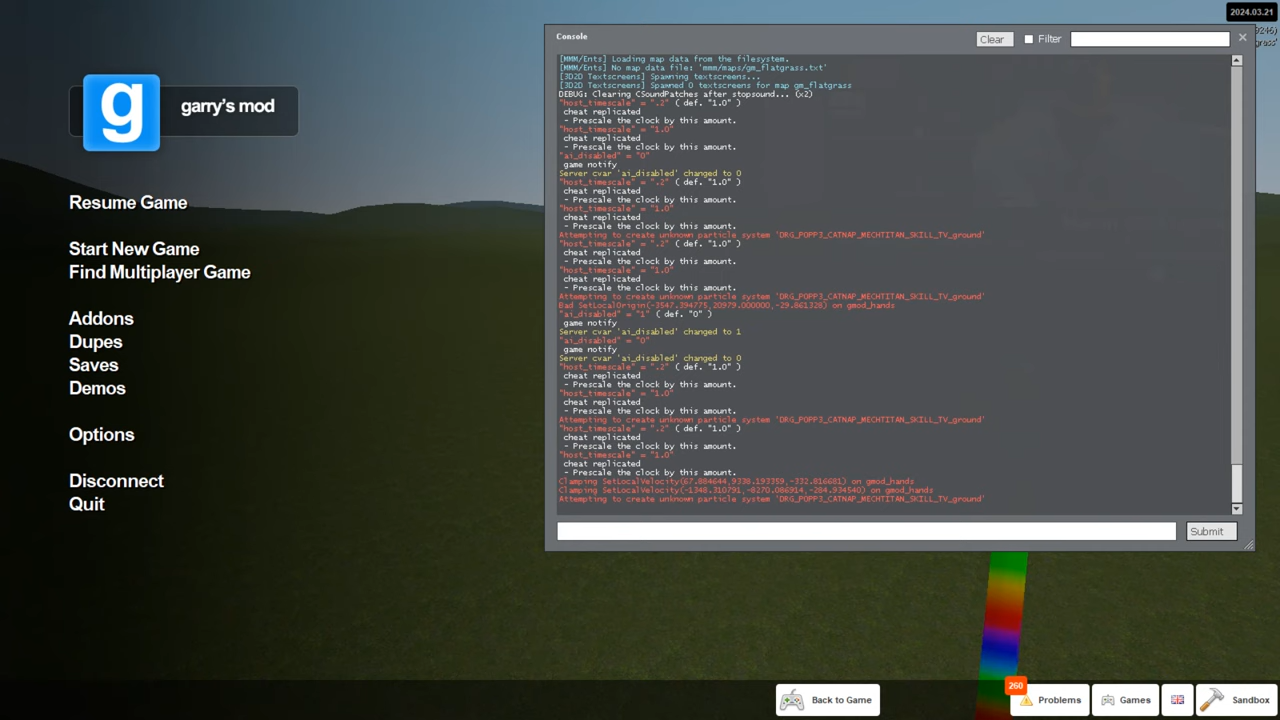 2024.03.21
9246)
grass'
g
garry's mod
Resume Game
Start New Game
Find Multiplayer Game
Addons
Dupes
Saves
Demos
Options
Disconnect
Quit
Console
Clear
Filter
[MMM/Ents] Loading map data from the filesystem.
[MMM/Ents] No map data file: 'mmm/maps/gm_flatgrass.txt'
[3D2D Textscreens] Spawning textscreens...
[3D2D Textscreens] Spawned 0 textscreens for map gm_flatgrass
DEBUG: Clearing CSoundPatches after stopsound... (x2)
"host_timescale" = ".2" ( def. "1.0" )
cheat replicated
- Prescale the clock by this amount.
"host_timescale" = "1.0"
cheat replicated
- Prescale the clock by this amount.
"ai_disabled" = "0"
game notify
Server cvar 'ai_disabled' changed to 0
"host_timescale" = ".2" ( def. "1.0" )
cheat replicated
- Prescale the clock by this amount.
"host_timescale" = "1.0"
cheat replicated
- Prescale the clock by this amount.
Attempting to create unknown particle system 'DRG_POPP3_CATNAP_MECHTITAN_SKILL_TV_ground'
"host_timescale" = ".2" ( def. "1.0" )
cheat replicated
- Prescale the clock by this amount.
"host_timescale" = "1.0"
cheat replicated
- Prescale the clock by this amount.
Attempting to create unknown particle system 'DRG_POPP3_CATNAP_MECHTITAN_SKILL_TV_ground'
Bad SetLocalOrigin(-3547.394775,20979.000000,-29.861328) on gmod_hands
"ai_disabled" = "1" ( def. "0" )
game notify
Server cvar 'ai_disabled' changed to 1
"ai_disabled" = "0"
game notify
Server cvar 'ai_disabled' changed to 0
"host_timescale" = ".2" ( def. "1.0" )
cheat replicated
- Prescale the clock by this amount.
"host_timescale" = "1.0"
cheat replicated
- Prescale the clock by this amount.
Attempting to create unknown particle system 'DRG_POPP3_CATNAP_MECHTITAN_SKILL_TV_ground'
"host_timescale" = ".2" ( def. "1.0" )
cheat replicated
- Prescale the clock by this amount.
"host_timescale" = "1.0"
cheat replicated
- Prescale the clock by this amount.
Clamping SetLocalVelocity(67.884644,9338.193359,-332.816681) on gmod_hands
Clamping SetLocalVelocity(-1348.310791,-8270.086914,-284.934540) on gmod_hands
Attempting to create unknown particle system 'DRG_POPP3_CATNAP_MECHTITAN_SKILL_TV_ground'
Submit
Back to Game
260
Problems
Games
Sandbox